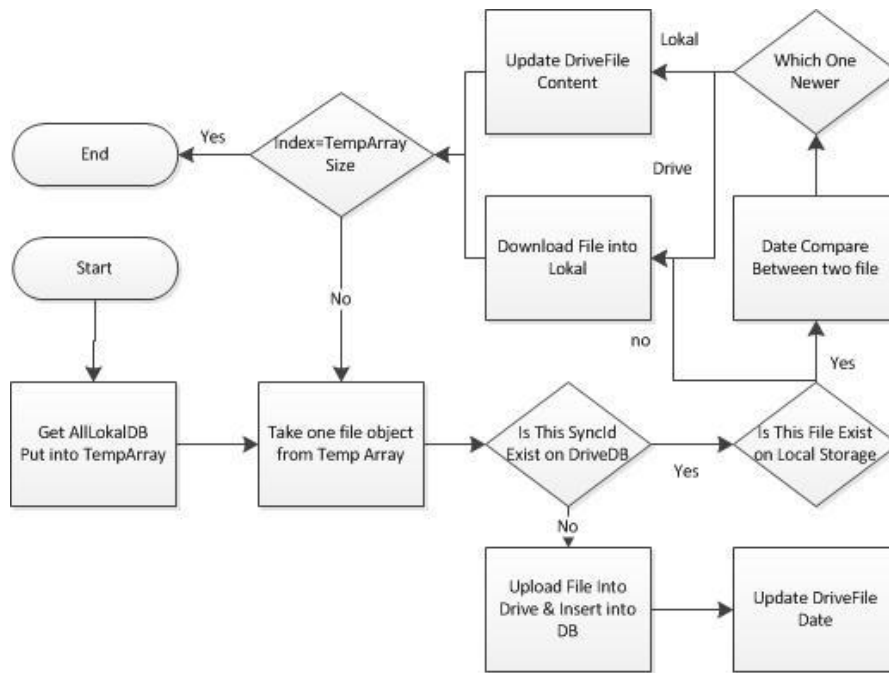 Lokal
Update DriveFile
Content
Which One
Newer
Yes
End
Index=TempArray
Size
Drive
Download File into
Lokal
Date Compare
Between two file
Start
No
no
Yes
Get AllLokalDB
Put into TempArray
Take one file object
from Temp Array
Is This SyncId
Exist on DriveDB
Yes
Is This File Exist
on Local Storage
No
Upload File Into
Drive & Insert into
DB
Update DriveFile
Date